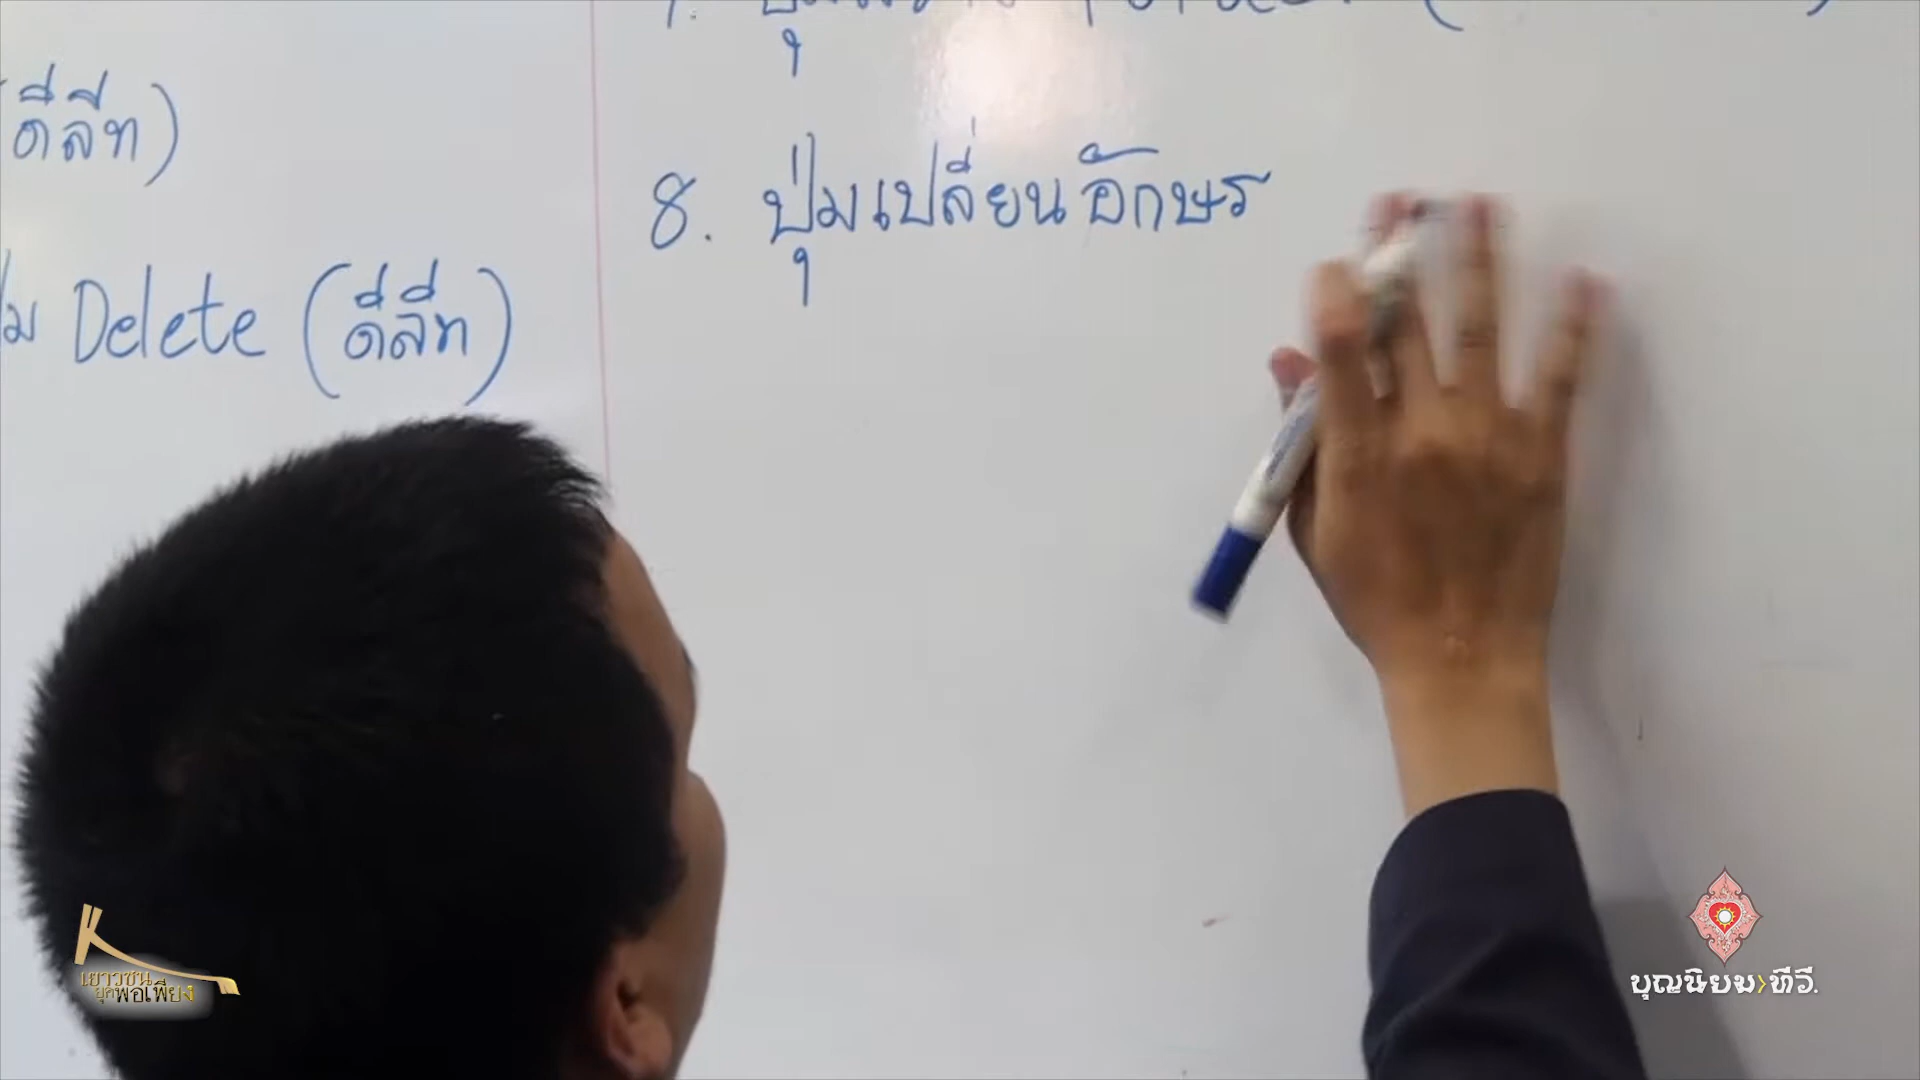 (ดีลีท)
Delete (ดีลีท)
8. ปุ่มเปลี่ยนอักษร
เยาวชน
ยุคพอเพียง
บุญนิยมทีวี.